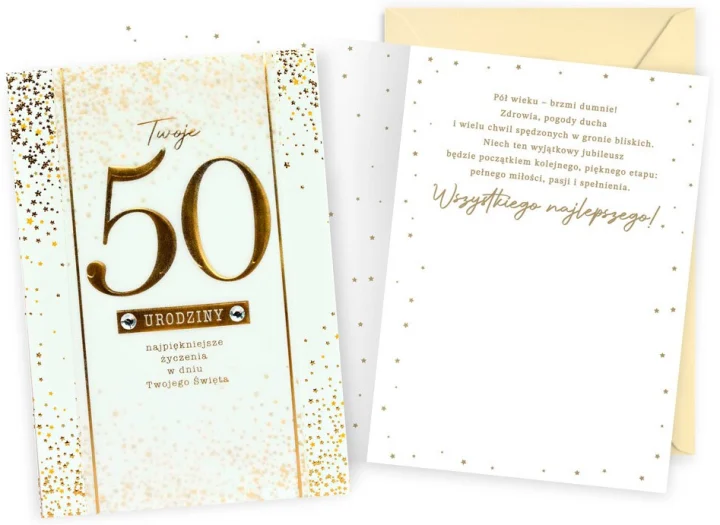 Twoje
50
URODZINY
najpiękniejsze
życzenia
w dniu
Twojego Święta
Pół wieku – brzmi dumnie!
Zdrowia, pogody ducha
i wielu chwil spędzonych w gronie bliskich.
Niech ten wyjątkowy jubileusz
będzie początkiem kolejnego, pięknego etapu:
pełnego miłości, pasji i spełnienia.
Wszystkiego najlepszego!